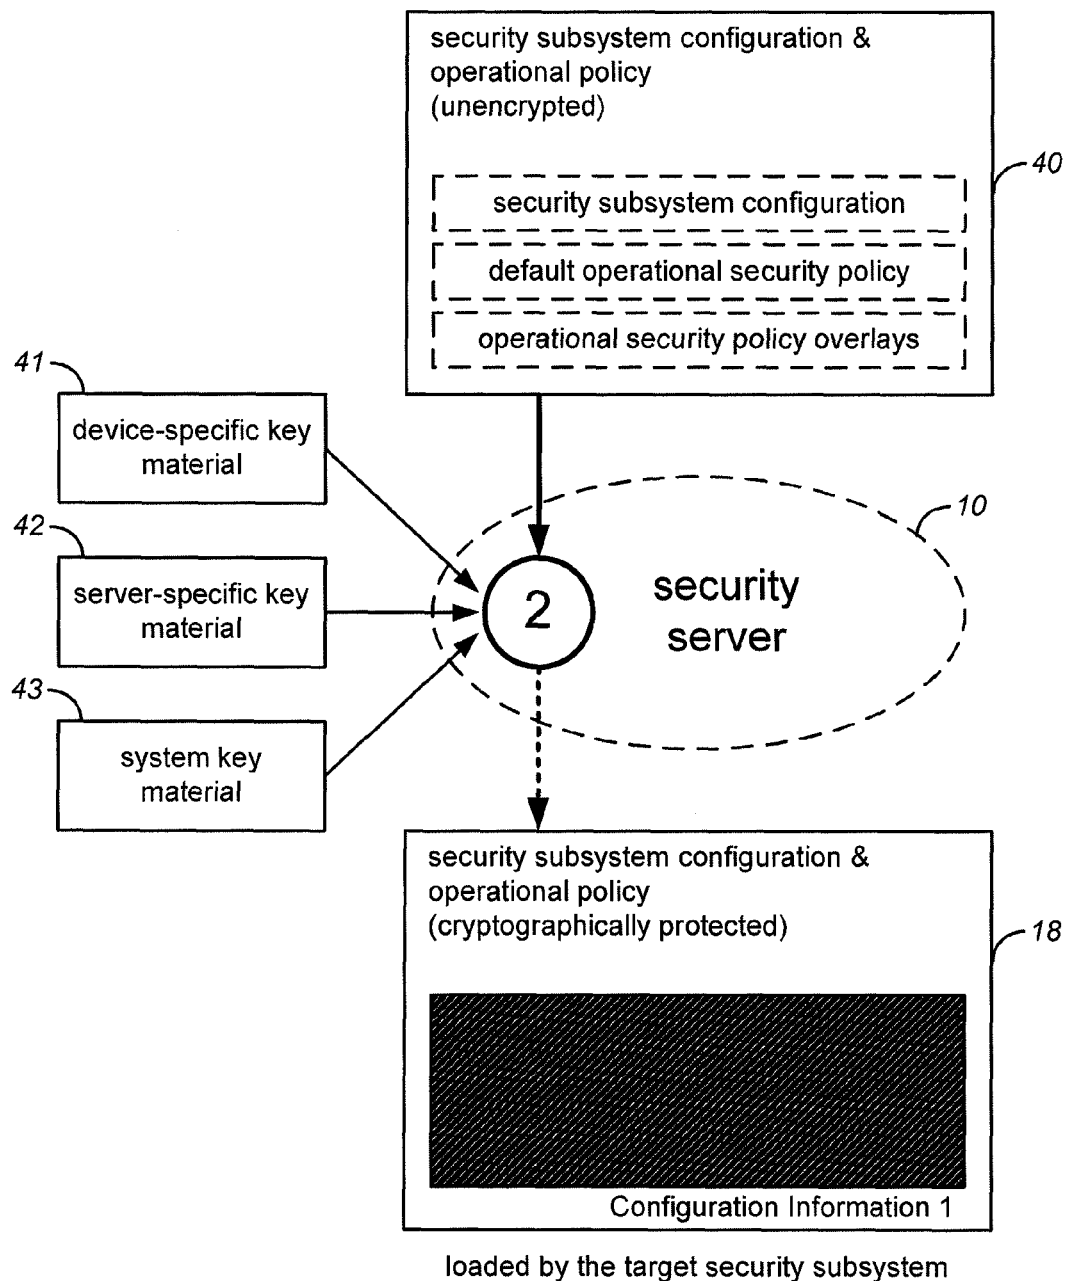 security subsystem configuration &
operational policy
(unencrypted)
40
security subsystem configuration
default operational security policy
operational security policy overlays
41
device-specific key
material
10
42
server-specific key
material
2
security
server
43
system key
material
security subsystem configuration &
operational policy
(cryptographically protected)
18
Configuration Information 1
loaded by the target security subsystem